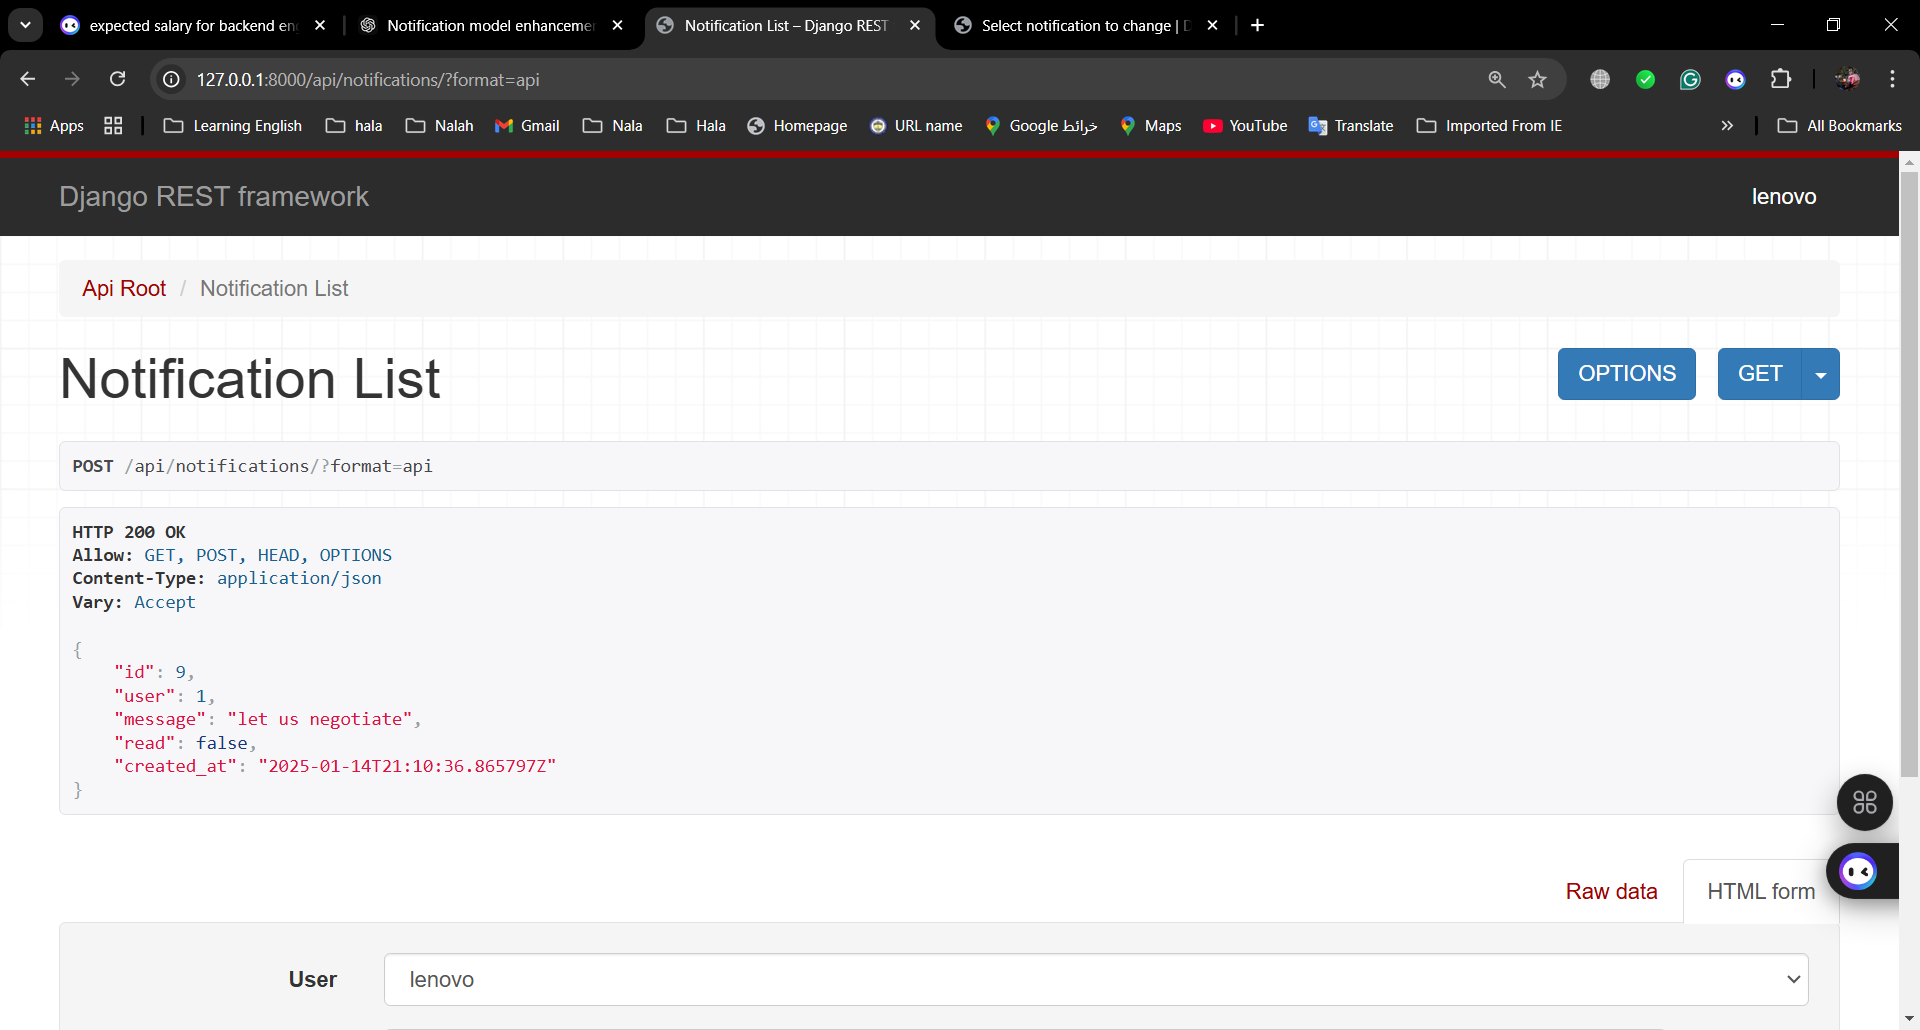 expected salary for backend en
Notification model enhancemen
Notification List – Django REST
Select notification to change | D
127.0.0.1:8000/api/notifications/?format=api
Apps
Learning English
hala
Nalah
Gmail
Nala
Hala
Homepage
URL name
Google خرائط
Maps
YouTube
Translate
Imported From IE
»
All Bookmarks
Django REST framework
lenovo
Api Root / Notification List
Notification List
OPTIONS
GET
POST /api/notifications/?format=api
HTTP 200 OK
Allow: GET, POST, HEAD, OPTIONS
Content-Type: application/json
Vary: Accept
{
"id": 9,
"user": 1,
"message": "let us negotiate",
"read": false,
"created_at": "2025-01-14T21:10:36.865797Z"
}
Raw data
HTML form
User
lenovo